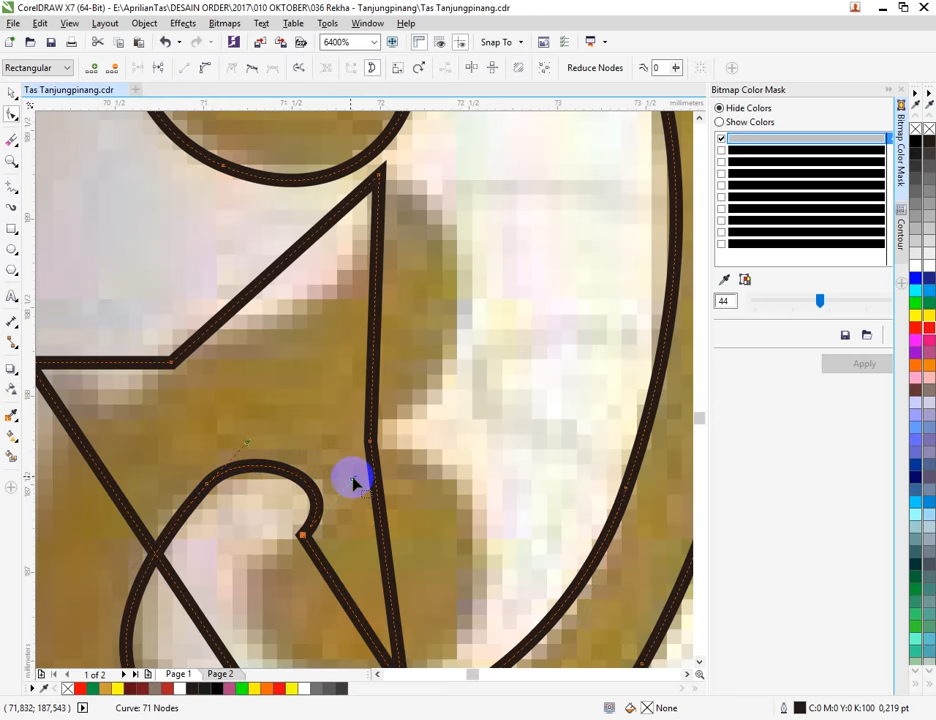 CorelDRAW X7 (64-Bit) - E:\AprilianTas\DESAIN ORDER\2017\010 OKTOBER\036 Rekha - Tanjungpinang\Tas Tanjungpinang.cdr
File Edit View Layout Object Effects Bitmaps Text Table Tools Window Help
6400% Snap To
Rectangular Reduce Nodes 0
Tas Tanjungpinang.cdr
Bitmap Color Mask
70 1/2 71 71 1/2 72 72 1/2 73 73 1/2 millimeters
Hide Colors
Show Colors
Bitmap Color Mask
Contour
44
Apply
millimeters
1 of 2 Page 1 Page 2
( 71,832; 187,543 ) Curve: 71 Nodes None C:0 M:0 Y:0 K:100 0,219 pt